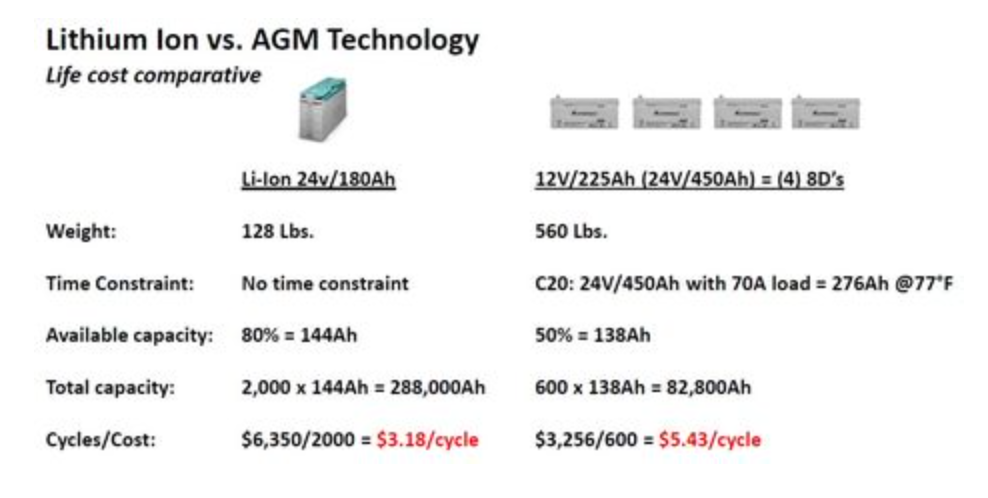 Lithium Ion vs. AGM Technology
Life cost comparative
Li-Ion 24v/180Ah 12V/225Ah (24V/450Ah) = (4) 8D's
Weight: 128 Lbs. 560 Lbs.
Time Constraint: No time constraint C20: 24V/450Ah with 70A load = 276Ah @77°F
Available capacity: 80% = 144Ah 50% = 138Ah
Total capacity: 2,000 x 144Ah = 288,000Ah 600 x 138Ah = 82,800Ah
Cycles/Cost: $6,350/2000 = $3.18/cycle $3,256/600 = $5.43/cycle